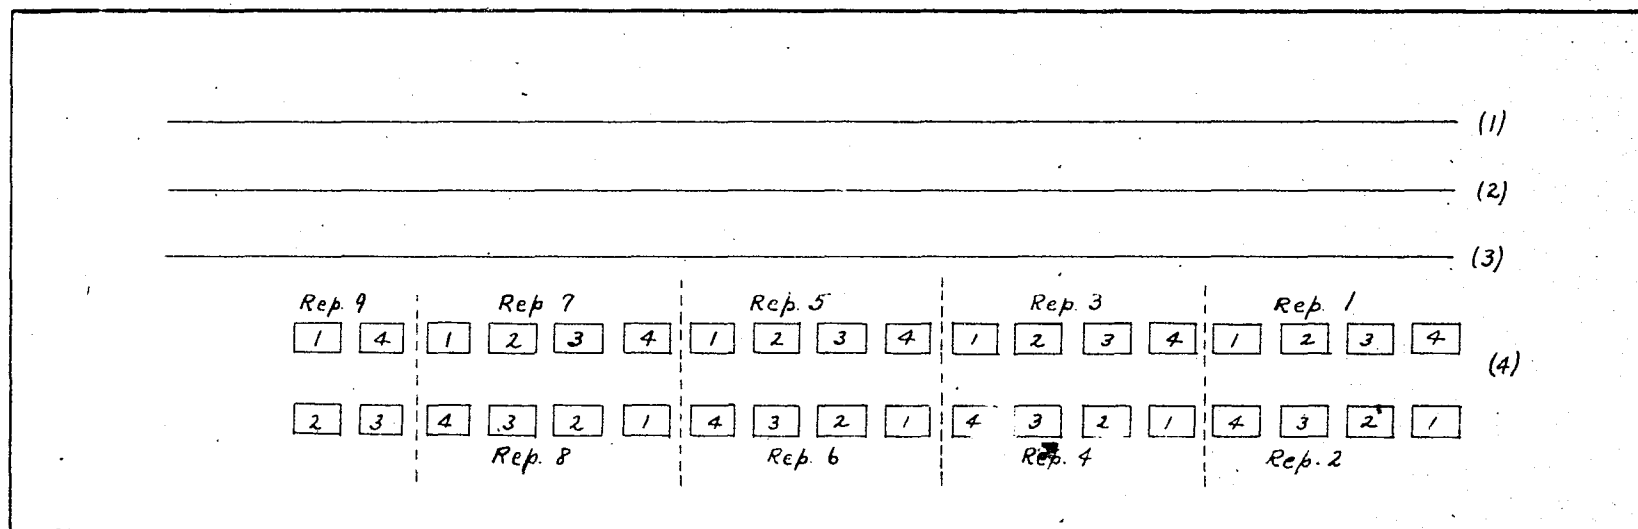 (1)
(2)
(3)
Rep. 9 Rep 7 Rep. 5 Rep. 3 Rep. 1
1 4 1 2 3 4 1 2 3 4 1 2 3 4 1 2 3 4
(4)
2 3 4 3 2 1 4 3 2 1 4 3 2 1 4 3 2 1
Rep. 8 Rep. 6 Rep. 4 Rep. 2